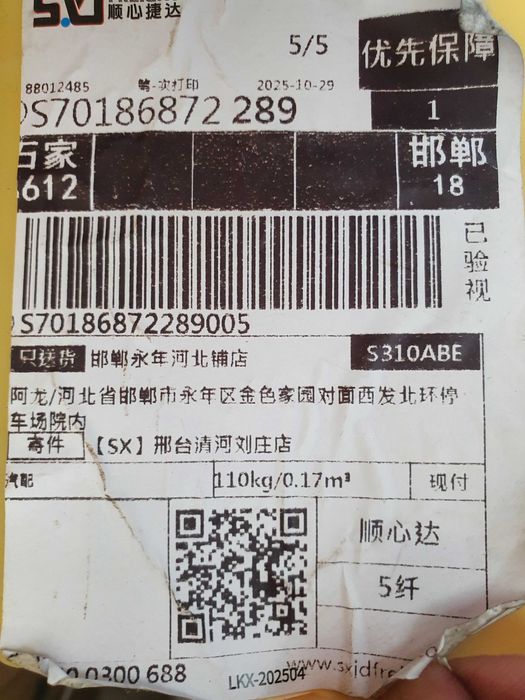 顺心捷达
5/5
优先保障
88012485 第一次打印 2025-10-29
S70186872 289
1
石家 邯郸
612 18
已验视
S70186872289005
只送货 邯郸永年河北铺店 S310ABE
阿龙/河北省邯郸市永年区金色家园对面西发北环停
车场院内
寄件 【SX】邢台清河刘庄店
汽配 110kg/0.17m³ 现付
顺心达
5纤
0300 688 LKX-202504 www.sxjdfre